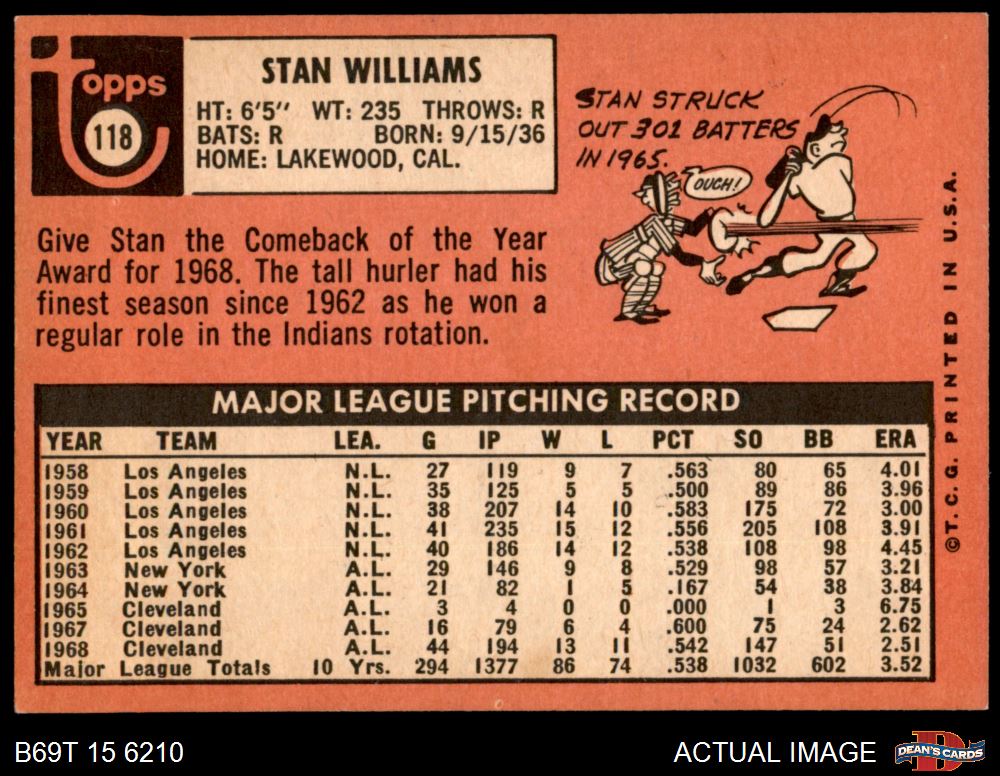 topps
118
STAN WILLIAMS
HT: 6'5" WT: 235 THROWS: R
BATS: R BORN: 9/15/36
HOME: LAKEWOOD, CAL.
STAN STRUCK
OUT 301 BATTERS
IN 1965.
OUCH!
Give Stan the Comeback of the Year
Award for 1968. The tall hurler had his
finest season since 1962 as he won a
regular role in the Indians rotation.
MAJOR LEAGUE PITCHING RECORD
YEAR TEAM LEA. G IP W L PCT SO BB ERA
1958 Los Angeles N.L. 27 119 9 7 .563 80 65 4.01
1959 Los Angeles N.L. 35 125 5 5 .500 89 86 3.96
1960 Los Angeles N.L. 38 207 14 10 .583 175 72 3.00
1961 Los Angeles N.L. 41 235 15 12 .556 205 108 3.91
1962 Los Angeles N.L. 40 186 14 12 .538 108 98 4.45
1963 New York A.L. 29 146 9 8 .529 98 57 3.21
1964 New York A.L. 21 82 1 5 .167 54 38 3.84
1965 Cleveland A.L. 3 4 0 0 .000 1 3 6.75
1967 Cleveland A.L. 16 79 6 4 .600 75 24 2.62
1968 Cleveland A.L. 44 194 13 11 .542 147 51 2.51
Major League Totals 10 Yrs. 294 1377 86 74 .538 1032 602 3.52
©T.C.G. PRINTED IN U.S.A.
B69T 15 6210
ACTUAL IMAGE
D
DEAN'S CARDS